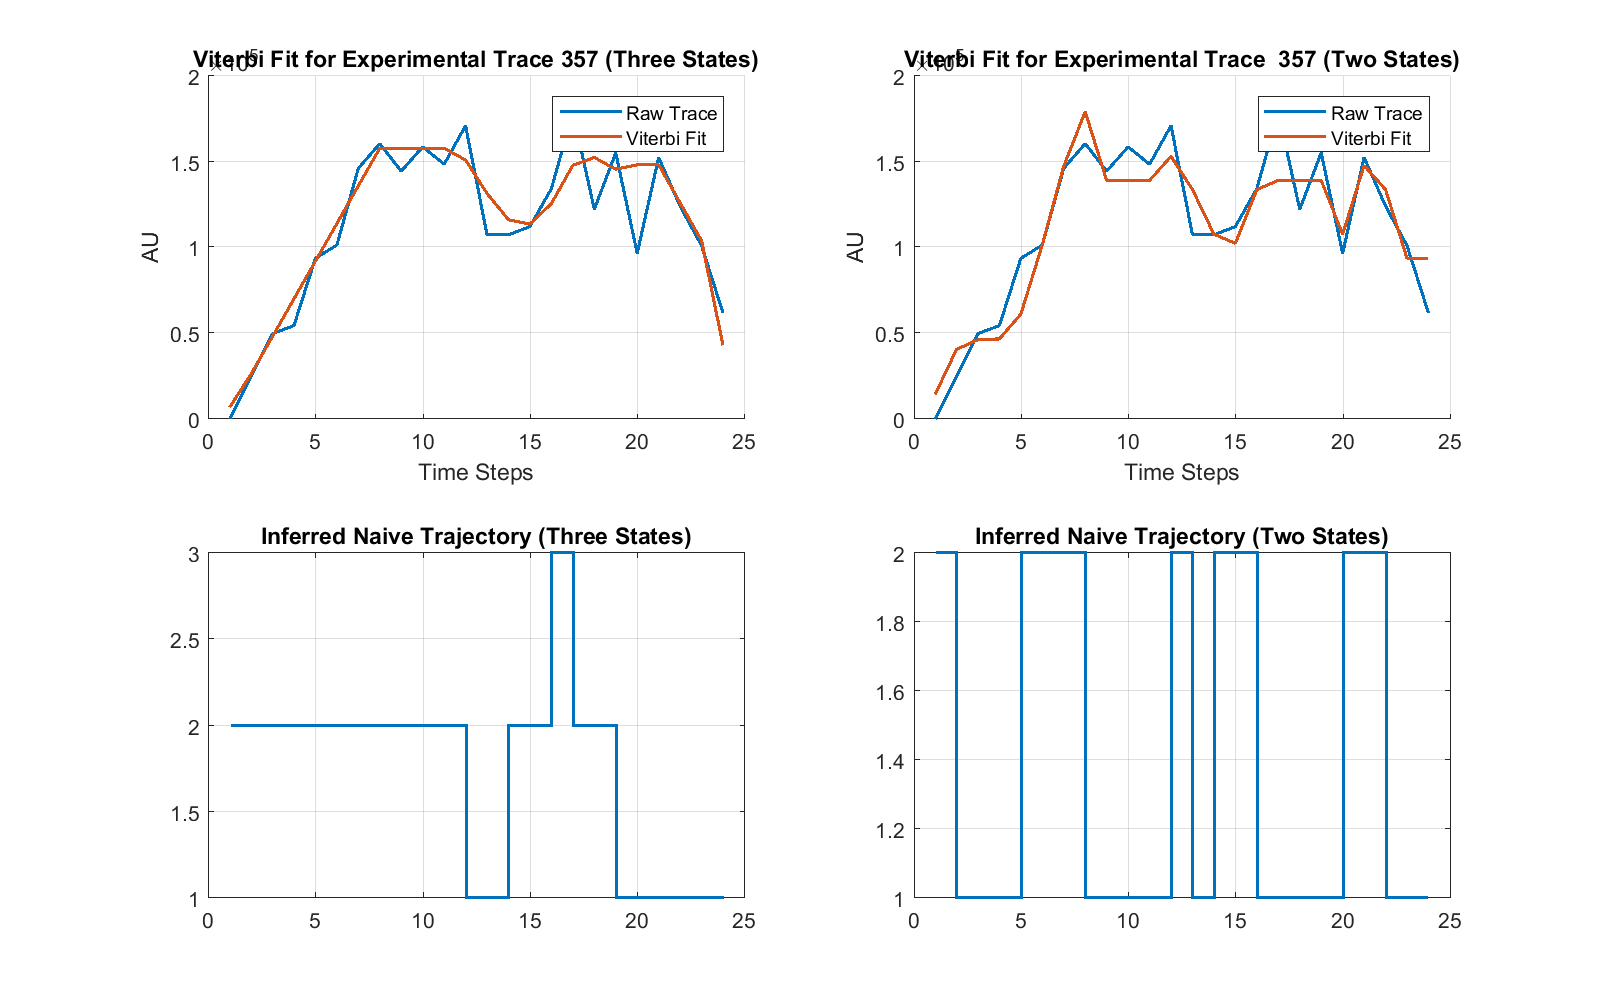 Viterbi Fit for Experimental Trace 357 (Three States)
×10^5
2
1.5
1
0.5
0
AU
0 5 10 15 20 25
Time Steps
Raw Trace
Viterbi Fit
Viterbi Fit for Experimental Trace  357 (Two States)
×10^5
2
1.5
1
0.5
0
AU
0 5 10 15 20 25
Time Steps
Raw Trace
Viterbi Fit
Inferred Naive Trajectory (Three States)
3
2.5
2
1.5
1
0 5 10 15 20 25
Inferred Naive Trajectory (Two States)
2
1.8
1.6
1.4
1.2
1
0 5 10 15 20 25